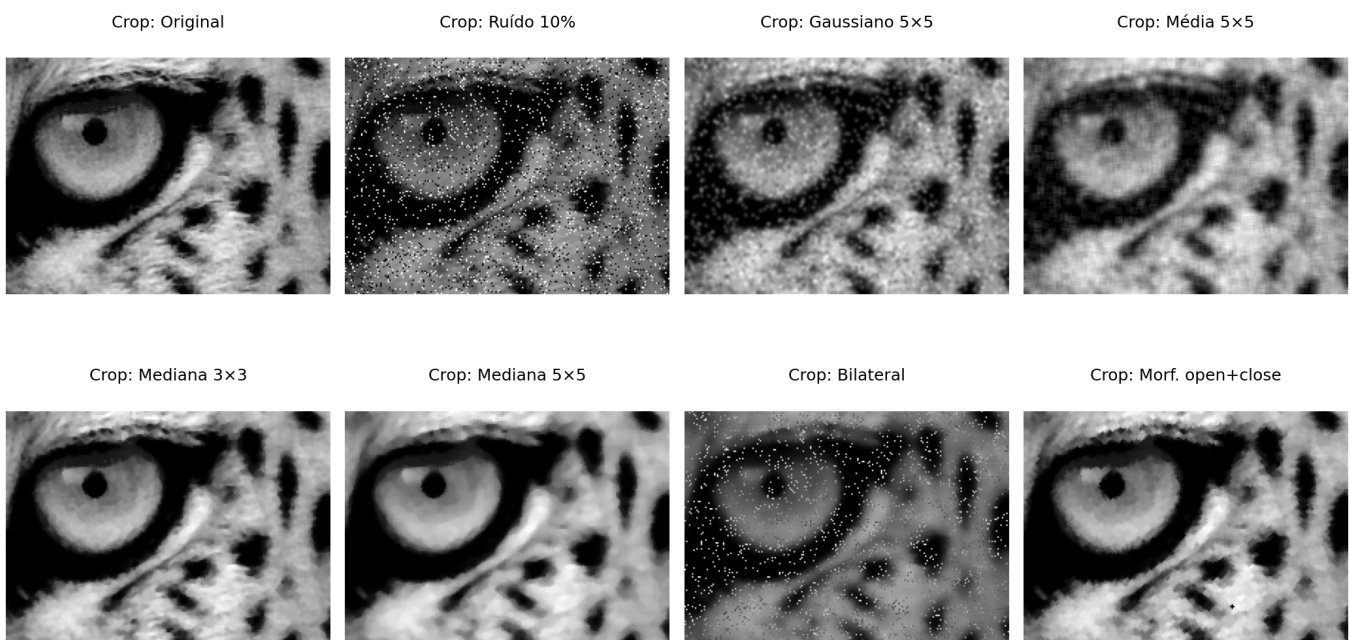 Crop: Original
Crop: Ruído 10%
Crop: Gaussiano 5×5
Crop: Média 5×5
Crop: Mediana 3×3
Crop: Mediana 5×5
Crop: Bilateral
Crop: Morf. open+close